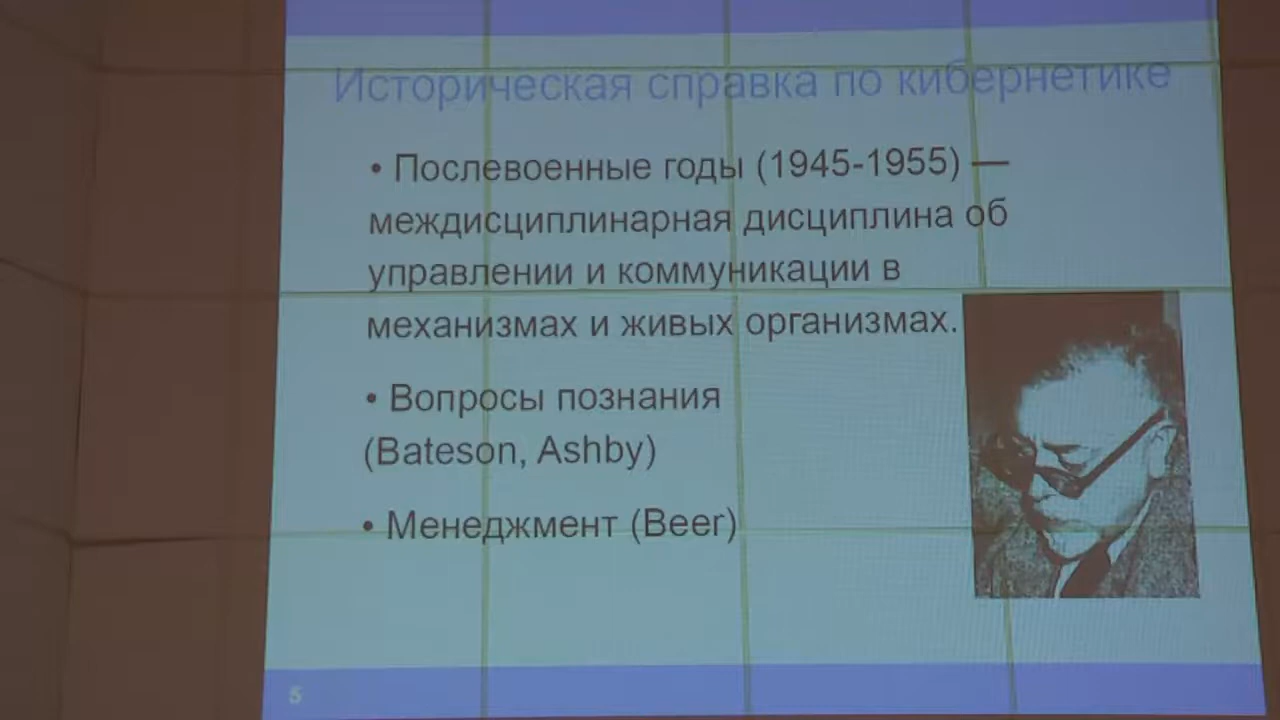 Историческая справка по кибернетике
• Послевоенные годы (1945-1955) —
междисциплинарная дисциплина об
управлении и коммуникации в
механизмах и живых организмах.
• Вопросы познания
(Bateson, Ashby)
• Менеджмент (Beer)
5